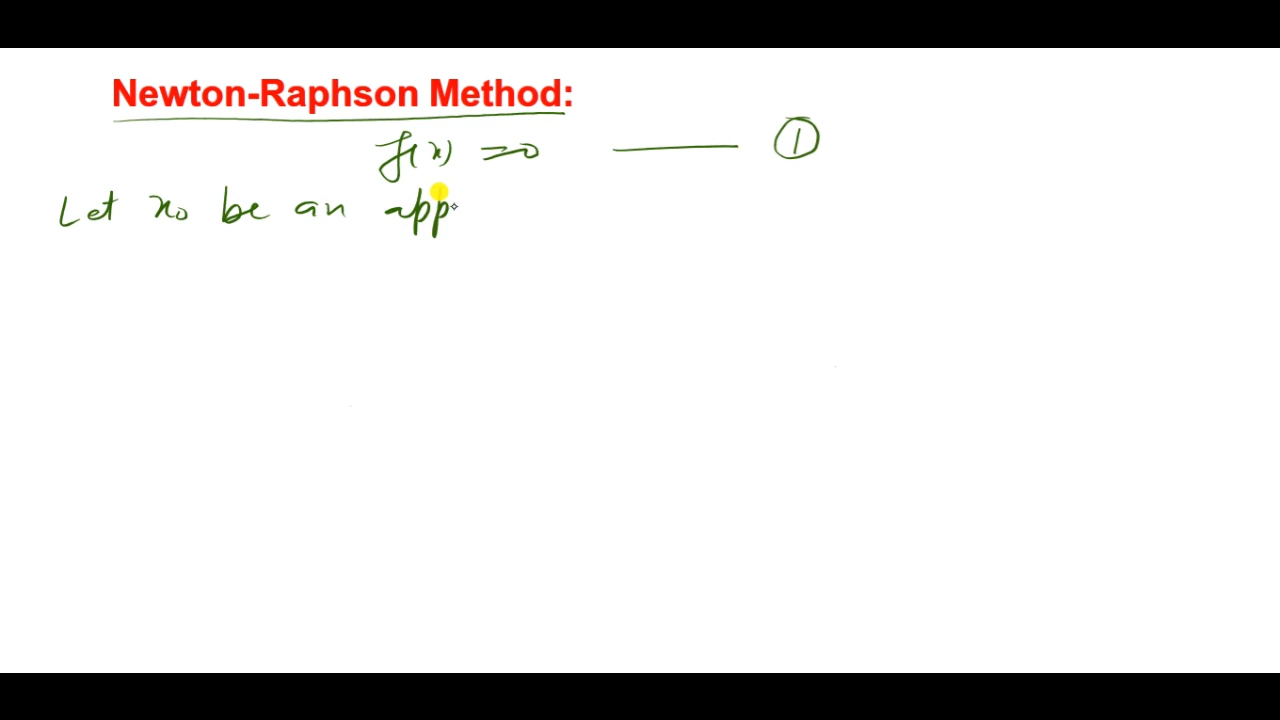 Newton-Raphson Method:
f(x) = 0 —— ①
Let x₀ be an app